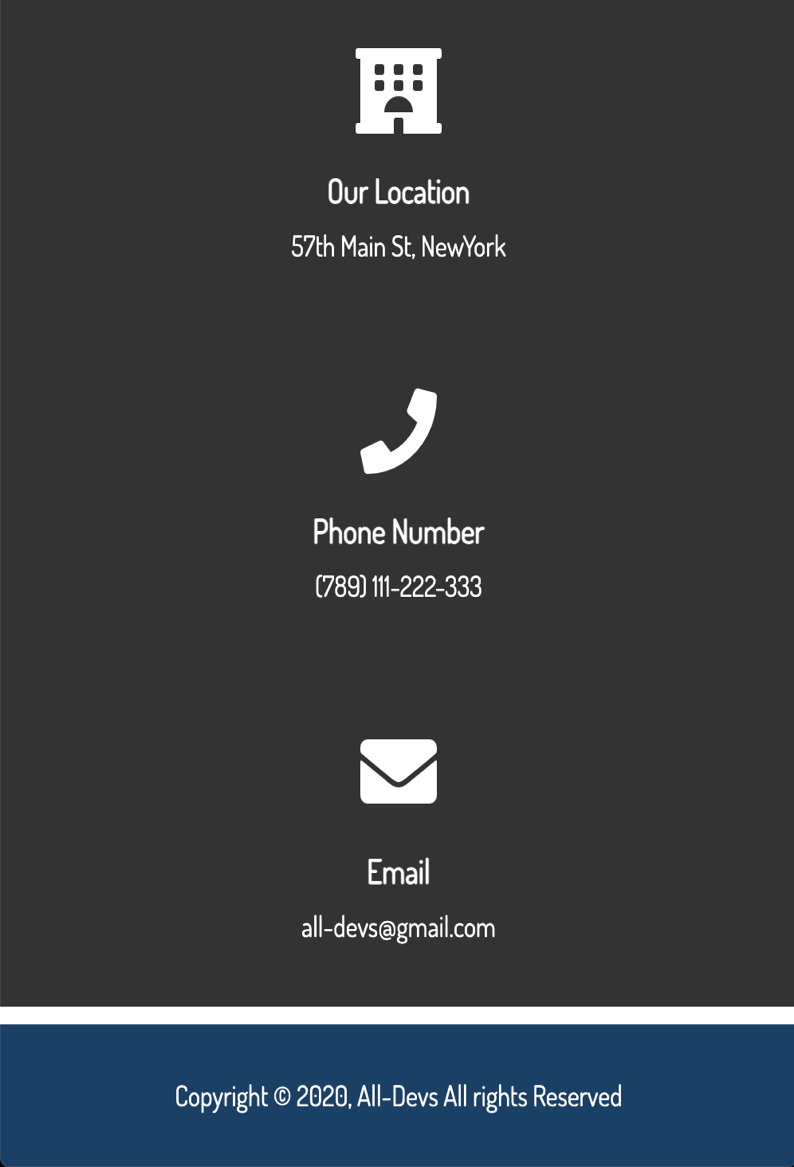 Our Location
57th Main St, NewYork
Phone Number
(789) 111-222-333
Email
all-devs@gmail.com
Copyright © 2020, All-Devs All rights Reserved